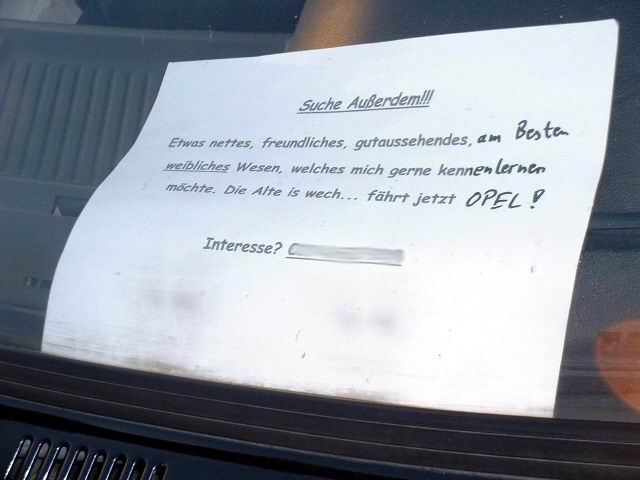 Suche Außerdem!!!
Etwas nettes, freundliches, gutaussehendes, am Besten
weibliches Wesen, welches mich gerne kennenlernen
möchte. Die Alte is wech... fährt jetzt OPEL!
Interesse?